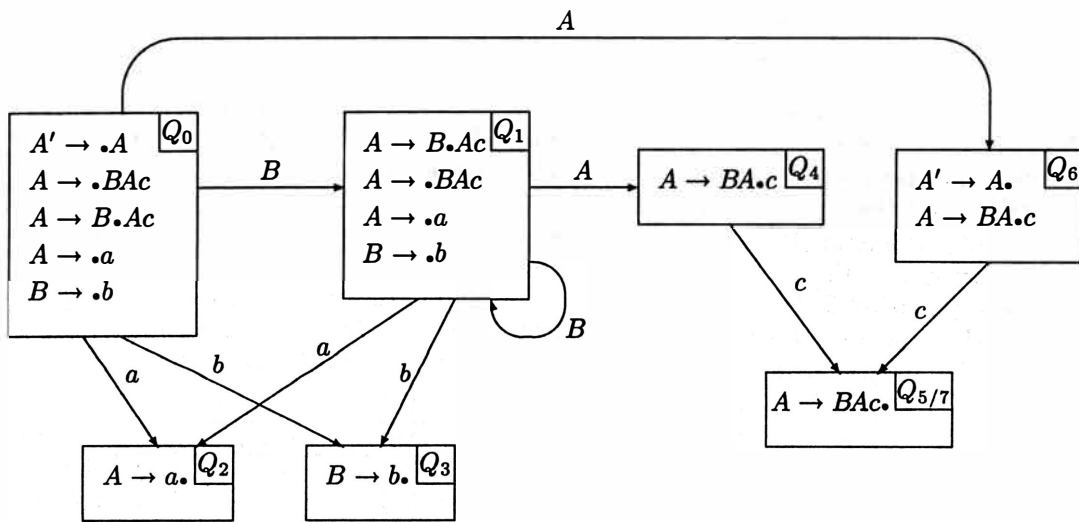 A
A′ → •A Q₀
A → •BAc
A → B•Ac
A → •a
B → •b
B
A → B•Ac Q₁
A → •BAc
A → •a
B → •b
A
A → BA•c Q₄
A′ → A• Q₆
A → BA•c
B
a
b
a
b
c
c
A → a• Q₂
B → b• Q₃
A → BAc• Q₅/₇